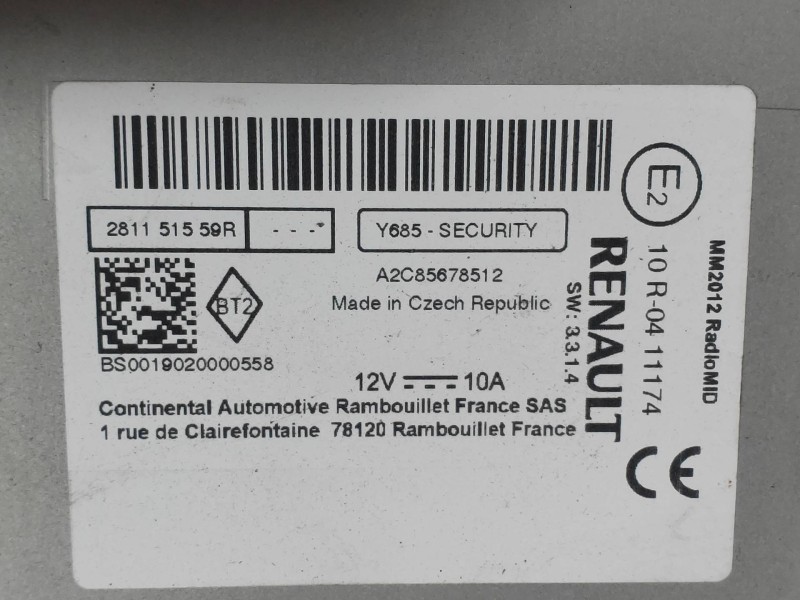 2811 515 59R - - -*
Y685 - SECURITY
A2C85678512
Made in Czech Republic
BT2
BS0019020000558
12V 10A
Continental Automotive Rambouillet France SAS
1 rue de Clairefontaine 78120 Rambouillet France
RENAULT
SW: 3.3.1.4
E2
10 R-04 11174
MM2012 RadioMID
CE